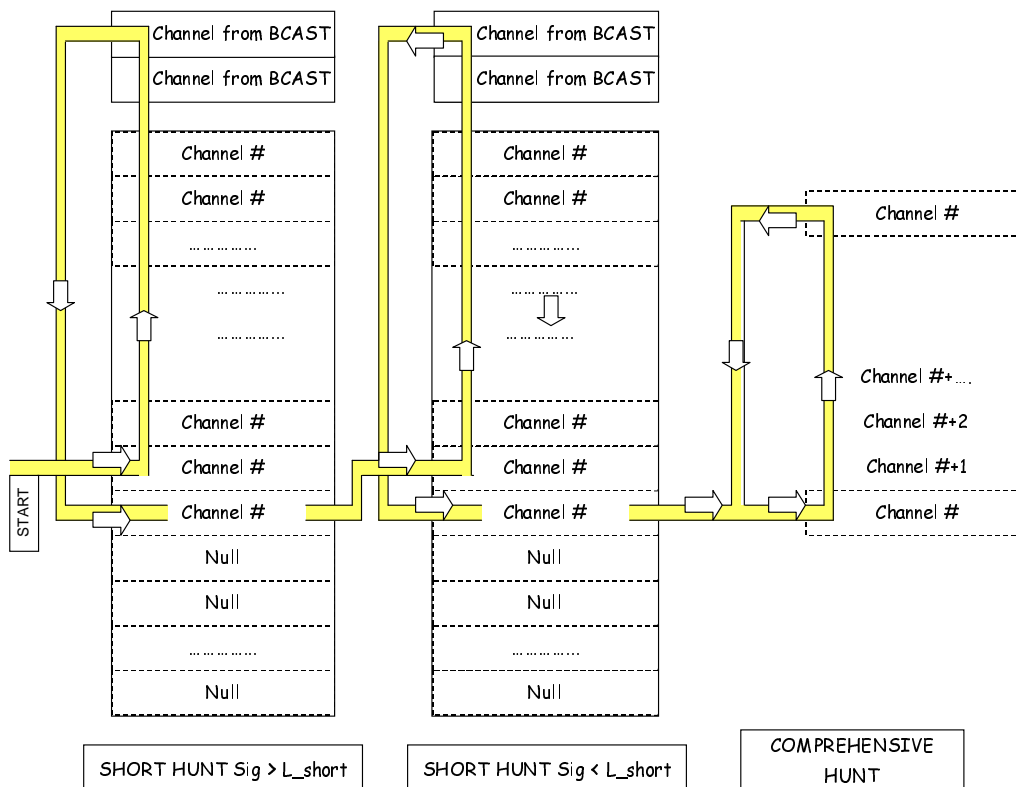 Channel from BCAST
Channel from BCAST
Channel #
Channel #
……………
……………
……………
Channel #
Channel #
Channel #
Null
Null
……………
Null
START
SHORT HUNT Sig > L_short
Channel from BCAST
Channel from BCAST
Channel #
Channel #
……………
……………
……………
Channel #
Channel #
Channel #
Null
Null
……………
Null
SHORT HUNT Sig < L_short
Channel #
Channel #+....
Channel #+2
Channel #+1
Channel #
COMPREHENSIVE
HUNT